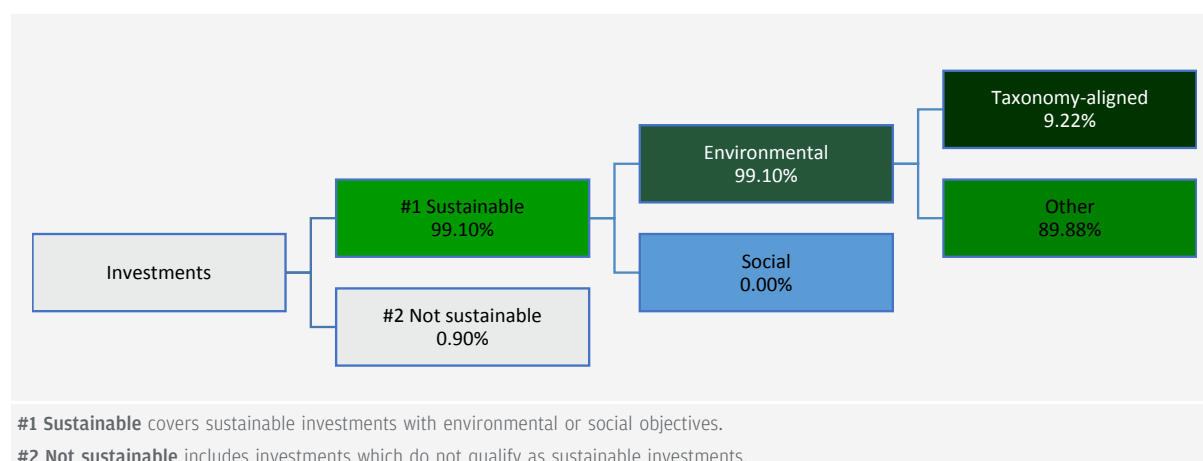 Taxonomy-aligned
9.22%
Environmental
99.10%
#1 Sustainable
99.10%
Other
89.88%
Investments
Social
0.00%
#2 Not sustainable
0.90%
#1 Sustainable covers sustainable investments with environmental or social objectives.
#2 Not sustainable includes investments which do not qualify as sustainable investments.